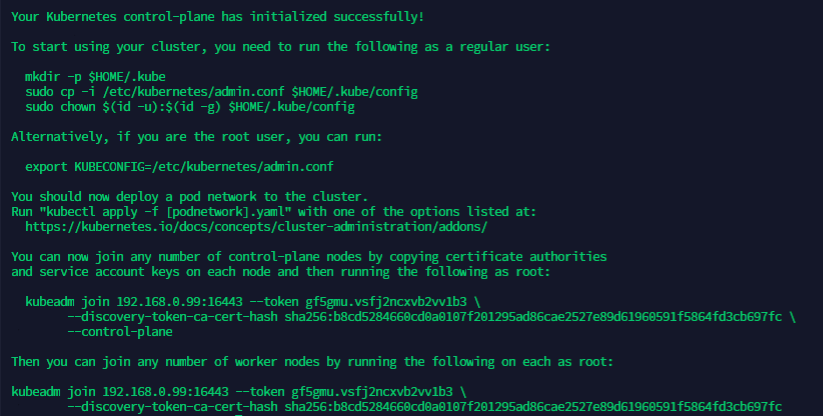 Your Kubernetes control-plane has initialized successfully!
To start using your cluster, you need to run the following as a regular user:
mkdir -p $HOME/.kube
sudo cp -i /etc/kubernetes/admin.conf $HOME/.kube/config
sudo chown $(id -u):$(id -g) $HOME/.kube/config
Alternatively, if you are the root user, you can run:
export KUBECONFIG=/etc/kubernetes/admin.conf
You should now deploy a pod network to the cluster.
Run "kubectl apply -f [podnetwork].yaml" with one of the options listed at:
https://kubernetes.io/docs/concepts/cluster-administration/addons/
You can now join any number of control-plane nodes by copying certificate authorities
and service account keys on each node and then running the following as root:
kubeadm join 192.168.0.99:16443 --token gf5gmu.vsfj2ncxvb2vv1b3 \
--discovery-token-ca-cert-hash sha256:b8cd5284660cd0a0107f201295ad86cae2527e89d61960591f5864fd3cb697fc \
--control-plane
Then you can join any number of worker nodes by running the following on each as root:
kubeadm join 192.168.0.99:16443 --token gf5gmu.vsfj2ncxvb2vv1b3 \
--discovery-token-ca-cert-hash sha256:b8cd5284660cd0a0107f201295ad86cae2527e89d61960591f5864fd3cb697fc